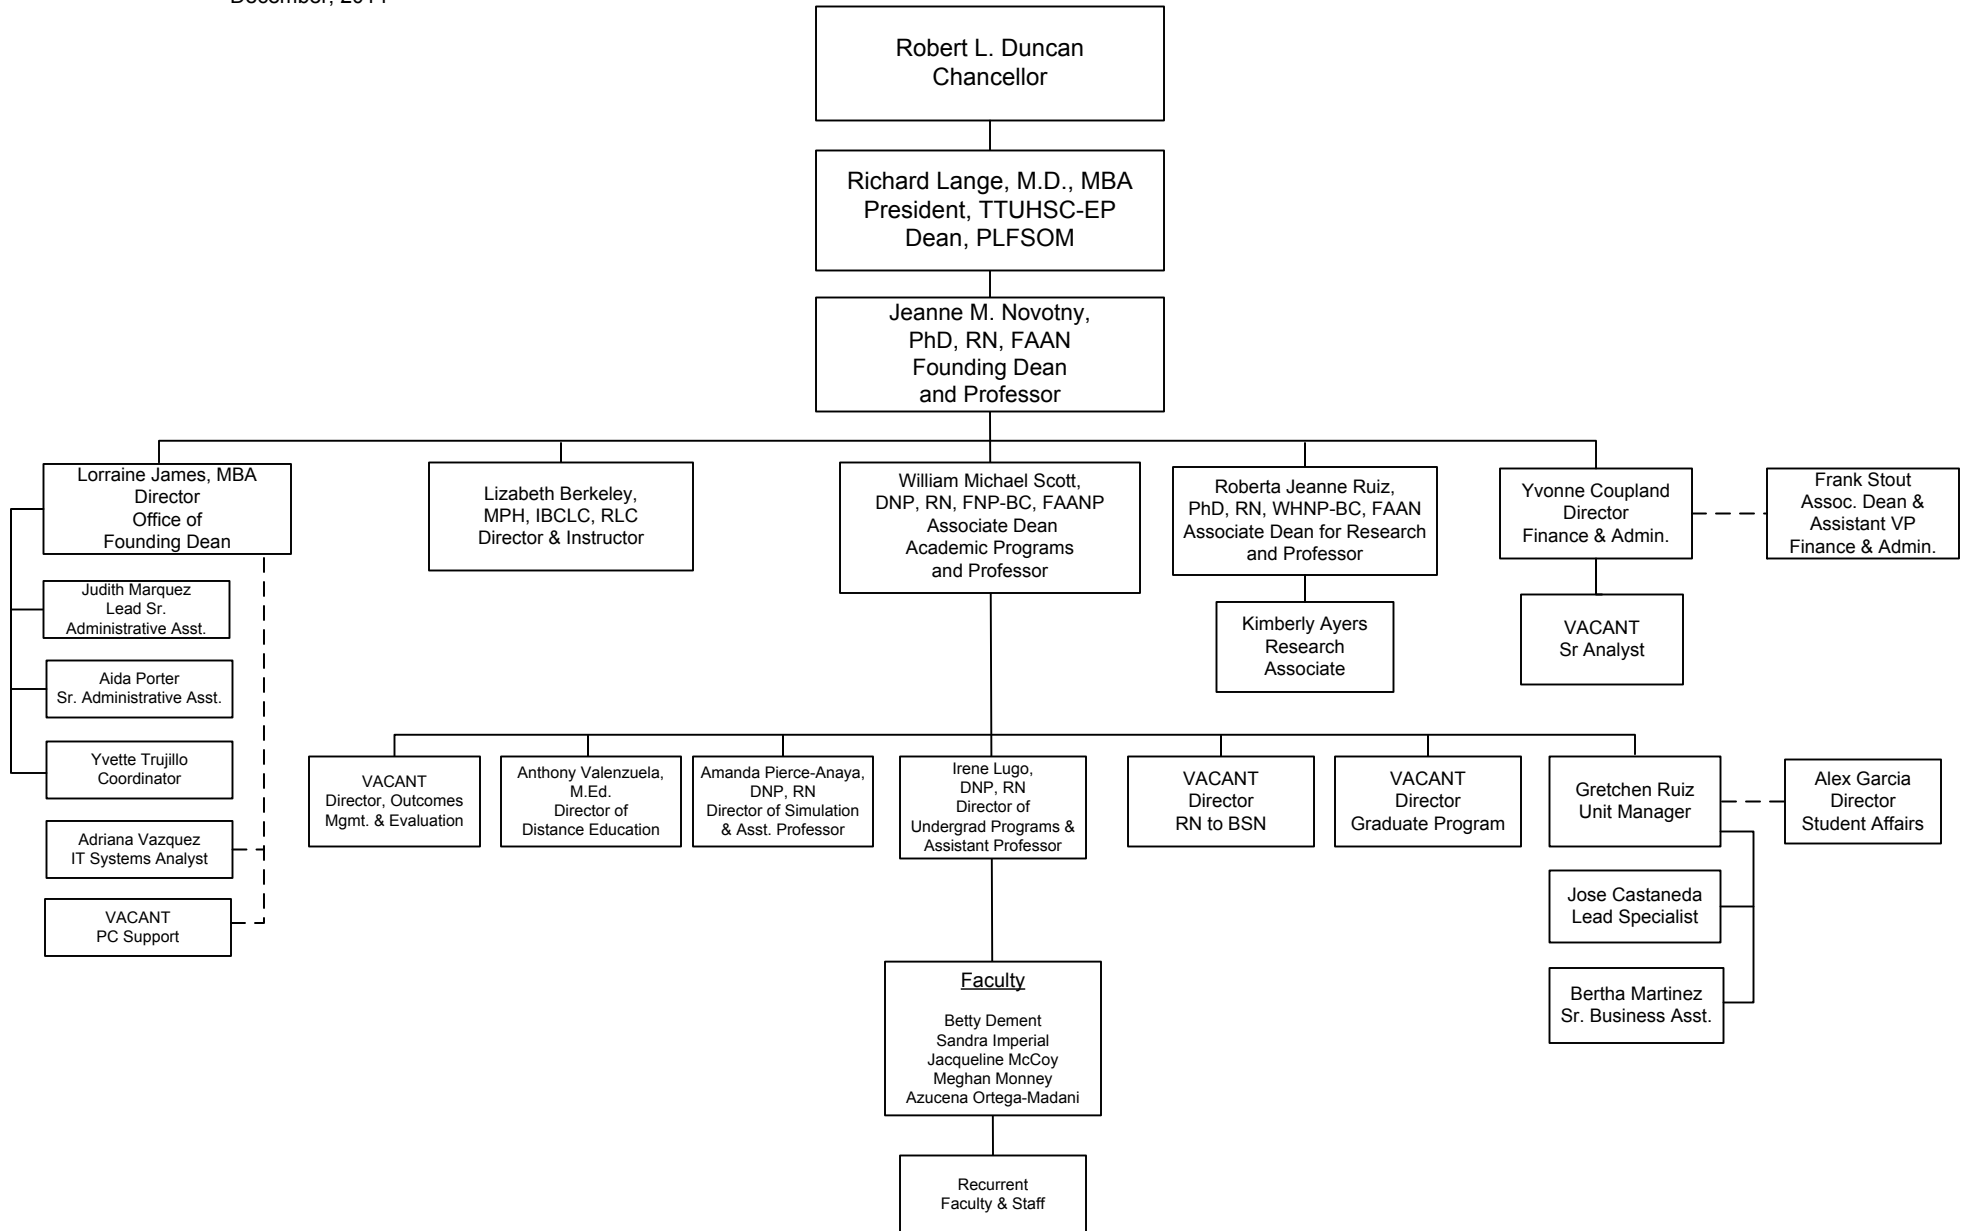 Robert L. Duncan
Chancellor
Richard Lange, M.D., MBA
President, TTUHSC-EP
Dean, PLFSOM
Jeanne M. Novotny,
PhD, RN, FAAN
Founding Dean
and Professor
Lorraine James, MBA
Director
Office of
Founding Dean
Lizabeth Berkeley,
MPH, IBCLC, RLC
Director & Instructor
William Michael Scott,
DNP, RN, FNP-BC, FAANP
Associate Dean
Academic Programs
and Professor
Roberta Jeanne Ruiz,
PhD, RN, WHNP-BC, FAAN
Associate Dean for Research
and Professor
Yvonne Coupland
Director
Finance & Admin.
Frank Stout
Assoc. Dean &
Assistant VP
Finance & Admin.
Judith Marquez
Lead Sr.
Administrative Asst.
Aida Porter
Sr. Administrative Asst.
Yvette Trujillo
Coordinator
Adriana Vazquez
IT Systems Analyst
VACANT
PC Support
Kimberly Ayers
Research
Associate
VACANT
Sr Analyst
VACANT
Director, Outcomes
Mgmt. & Evaluation
Anthony Valenzuela,
M.Ed.
Director of
Distance Education
Amanda Pierce-Anaya,
DNP, RN
Director of Simulation
& Asst. Professor
Irene Lugo,
DNP, RN
Director of
Undergrad Programs &
Assistant Professor
VACANT
Director
RN to BSN
VACANT
Director
Graduate Program
Gretchen Ruiz
Unit Manager
Alex Garcia
Director
Student Affairs
Jose Castaneda
Lead Specialist
Bertha Martinez
Sr. Business Asst.
Faculty
Betty Dement
Sandra Imperial
Jacqueline McCoy
Meghan Monney
Azucena Ortega-Madani
Recurrent
Faculty & Staff